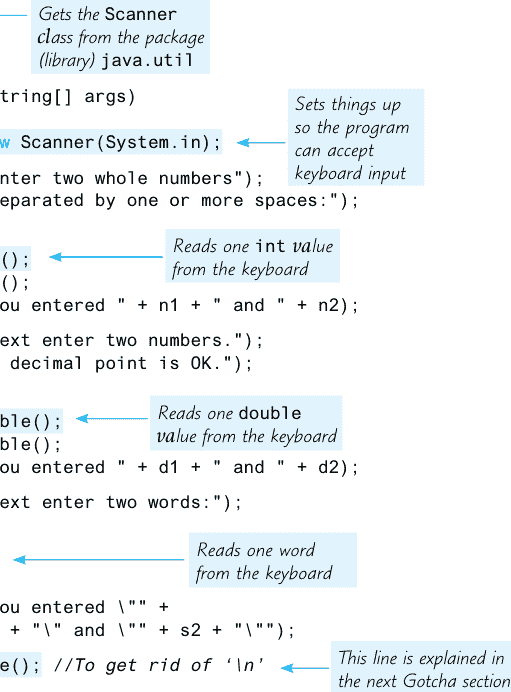 Gets the Scanner
class from the package
(library) java.util
tring[] args)
w Scanner(System.in);
Sets things up
so the program
can accept
keyboard input
nter two whole numbers");
eparated by one or more spaces:");
();
Reads one int value
from the keyboard
();
ou entered " + n1 + " and " + n2);
ext enter two numbers.");
decimal point is OK.");
ble();
Reads one double
value from the keyboard
ble();
ou entered " + d1 + " and " + d2);
ext enter two words:");
Reads one word
from the keyboard
ou entered \"" +
+ "\" and \"" + s2 + "\"");
e(); //To get rid of '\n'
This line is explained in
the next Gotcha section